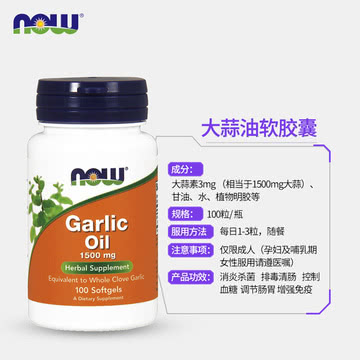 now
now
Garlic
Oil
1500 mg
Herbal Supplement
Equivalent to Whole Clove Garlic
100 Softgels
A Dietary Supplement
大蒜油软胶囊
成分:
大蒜素3mg(相当于1500mg大蒜)、
甘油、水、植物明胶等
规格: 100粒/瓶
服用方法 每日1-3粒,随餐
注意事项: 仅限成人(孕妇及哺乳期
女性服用请遵医嘱)
产品功效: 消炎杀菌 排毒清肠 控制
血糖 调节肠胃 增强免疫